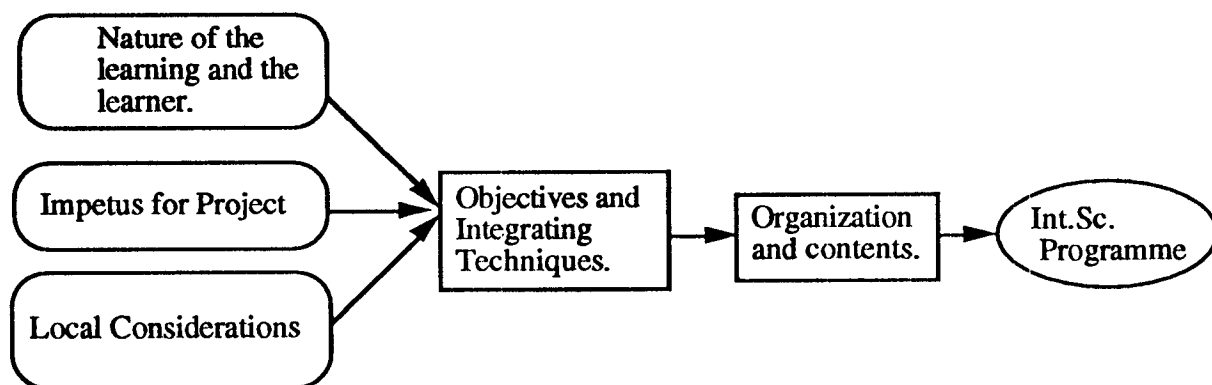 Nature of the
learning and the
learner.
Impetus for Project
Local Considerations
Objectives and
Integrating
Techniques.
Organization
and contents.
Int.Sc.
Programme